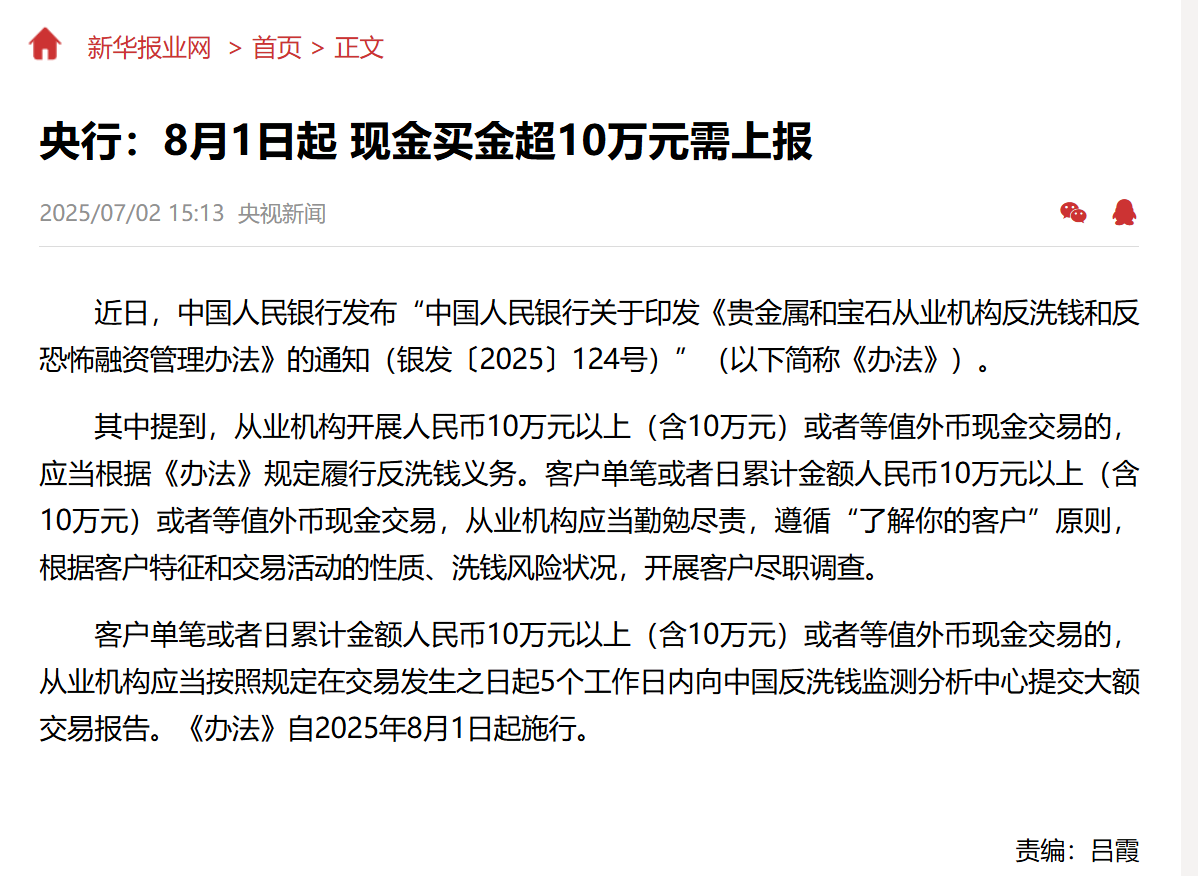 新华报业网 > 首页 > 正文
央行：8月1日起 现金买金超10万元需上报
2025/07/02 15:13 央视新闻
近日，中国人民银行发布“中国人民银行关于印发《贵金属和宝石从业机构反洗钱和反
恐怖融资管理办法》的通知（银发〔2025〕124号）”（以下简称《办法》）。
其中提到，从业机构开展人民币10万元以上（含10万元）或者等值外币现金交易的，
应当根据《办法》规定履行反洗钱义务。客户单笔或者日累计金额人民币10万元以上（含
10万元）或者等值外币现金交易，从业机构应当勤勉尽责，遵循“了解你的客户”原则，
根据客户特征和交易活动的性质、洗钱风险状况，开展客户尽职调查。
客户单笔或者日累计金额人民币10万元以上（含10万元）或者等值外币现金交易的，
从业机构应当按照规定在交易发生之日起5个工作日内向中国反洗钱监测分析中心提交大额
交易报告。《办法》自2025年8月1日起施行。
责编：吕霞